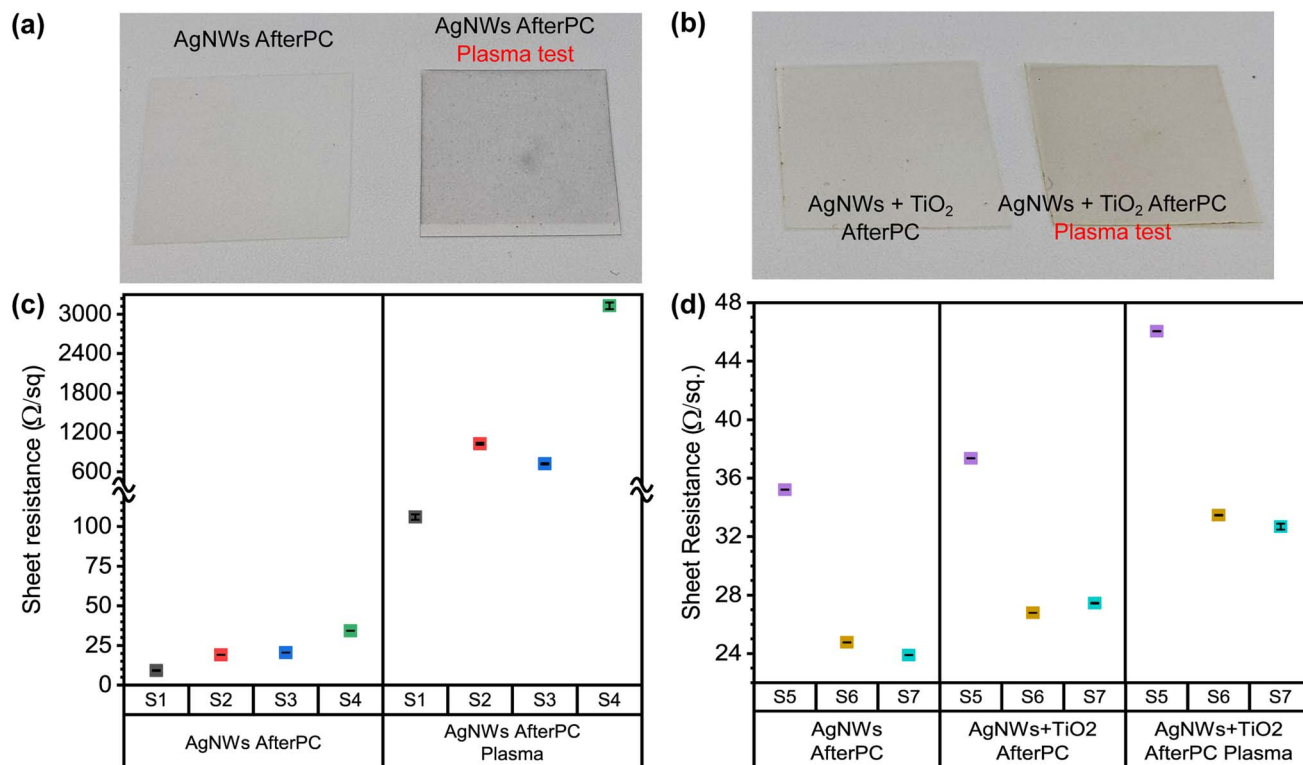 (a)
AgNWs AfterPC
AgNWs AfterPC
Plasma test
(b)
AgNWs + TiO₂
AfterPC
AgNWs + TiO₂ AfterPC
Plasma test
(c)
Sheet resistance (Ω/sq)
3000
2400
1800
1200
600
100
75
50
25
0
S1 S2 S3 S4 S1 S2 S3 S4
AgNWs AfterPC
AgNWs AfterPC
Plasma
(d)
Sheet Resistance (Ω/sq.)
48
44
40
36
32
28
24
S5 S6 S7 S5 S6 S7 S5 S6 S7
AgNWs
AfterPC
AgNWs+TiO2
AfterPC
AgNWs+TiO2
AfterPC Plasma